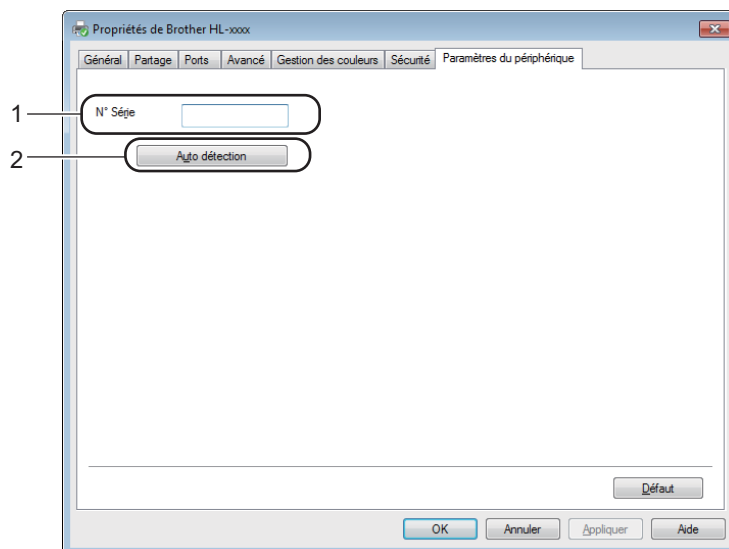 Propriétés de Brother HL-xxxx
Général Partage Ports Avancé Gestion des couleurs Sécurité Paramètres du périphérique
1 N° Série
2 Auto détection
Défaut
OK Annuler Appliquer Aide